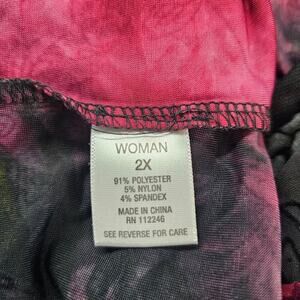 WOMAN
2X
91% POLYESTER
5% NYLON
4% SPANDEX
MADE IN CHINA
RN 112246
SEE REVERSE FOR CARE